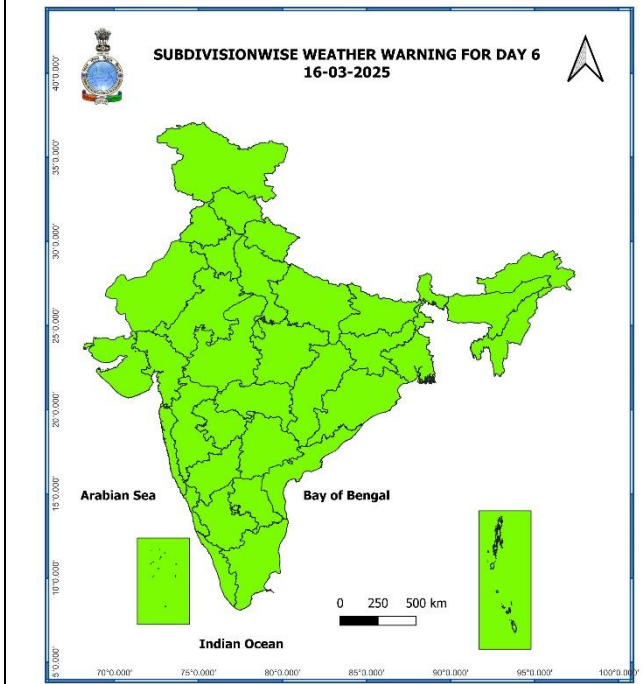 SUBDIVISIONWISE WEATHER WARNING FOR DAY 6
16-03-2025
40°0.000'
35°0.000'
30°0.000'
25°0.000'
20°0.000'
15°0.000'
10°0.000'
5°0.000'
Arabian Sea
Bay of Bengal
0 250 500 km
Indian Ocean
70°0.000' 75°0.000' 80°0.000' 85°0.000' 90°0.000' 95°0.000' 100°0.000'